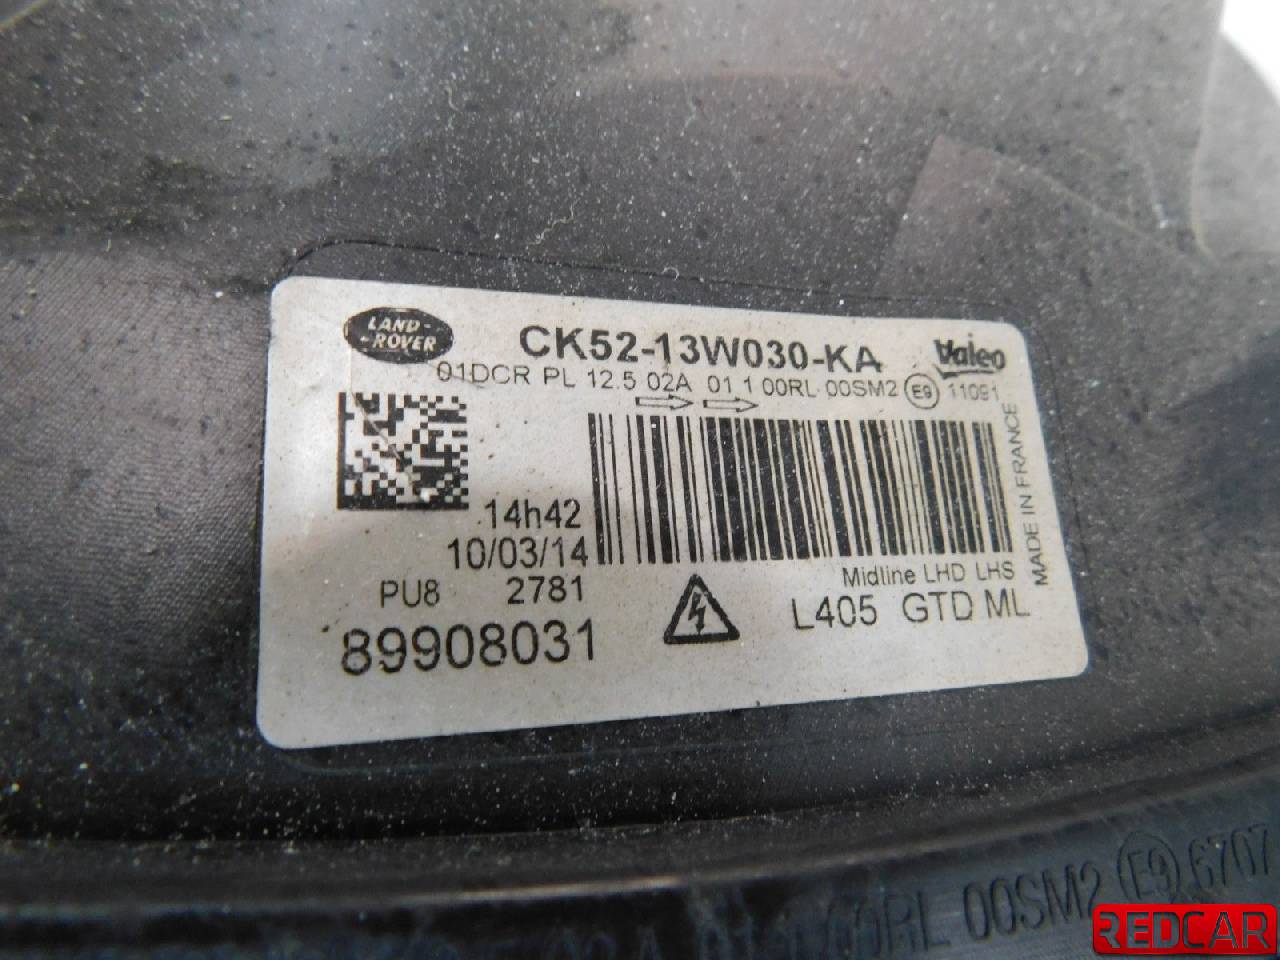 LAND-
-ROVER
CK52-13W030-KA
Valeo
01DCR PL 12.5 02A 01 1 00RL 00SM2 E9 11091
14h42
10/03/14
PU8 2781
89908031
Midline LHD LHS
L405 GTD ML
MADE IN FRANCE
00RL 00SM2 E9 6707
REDCAR